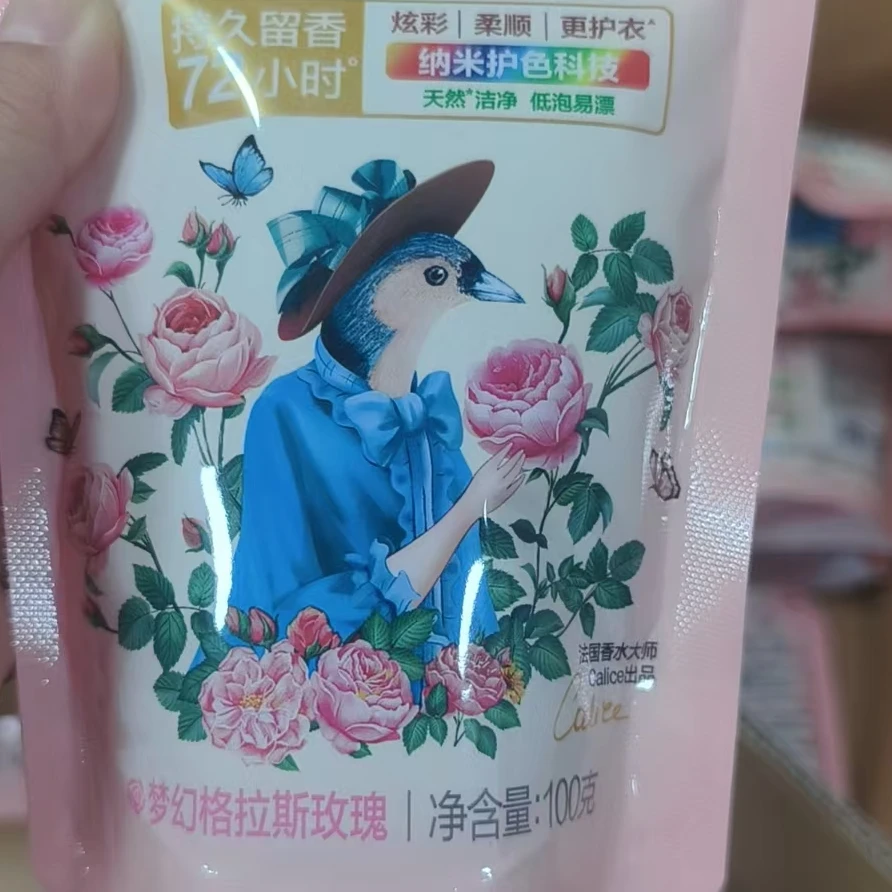 持久留香
72小时°
炫彩｜柔顺｜更护衣^
纳米护色科技
天然*洁净 低泡易漂
法国香水大师
Calice出品
Calice
梦幻格拉斯玫瑰｜净含量:100克